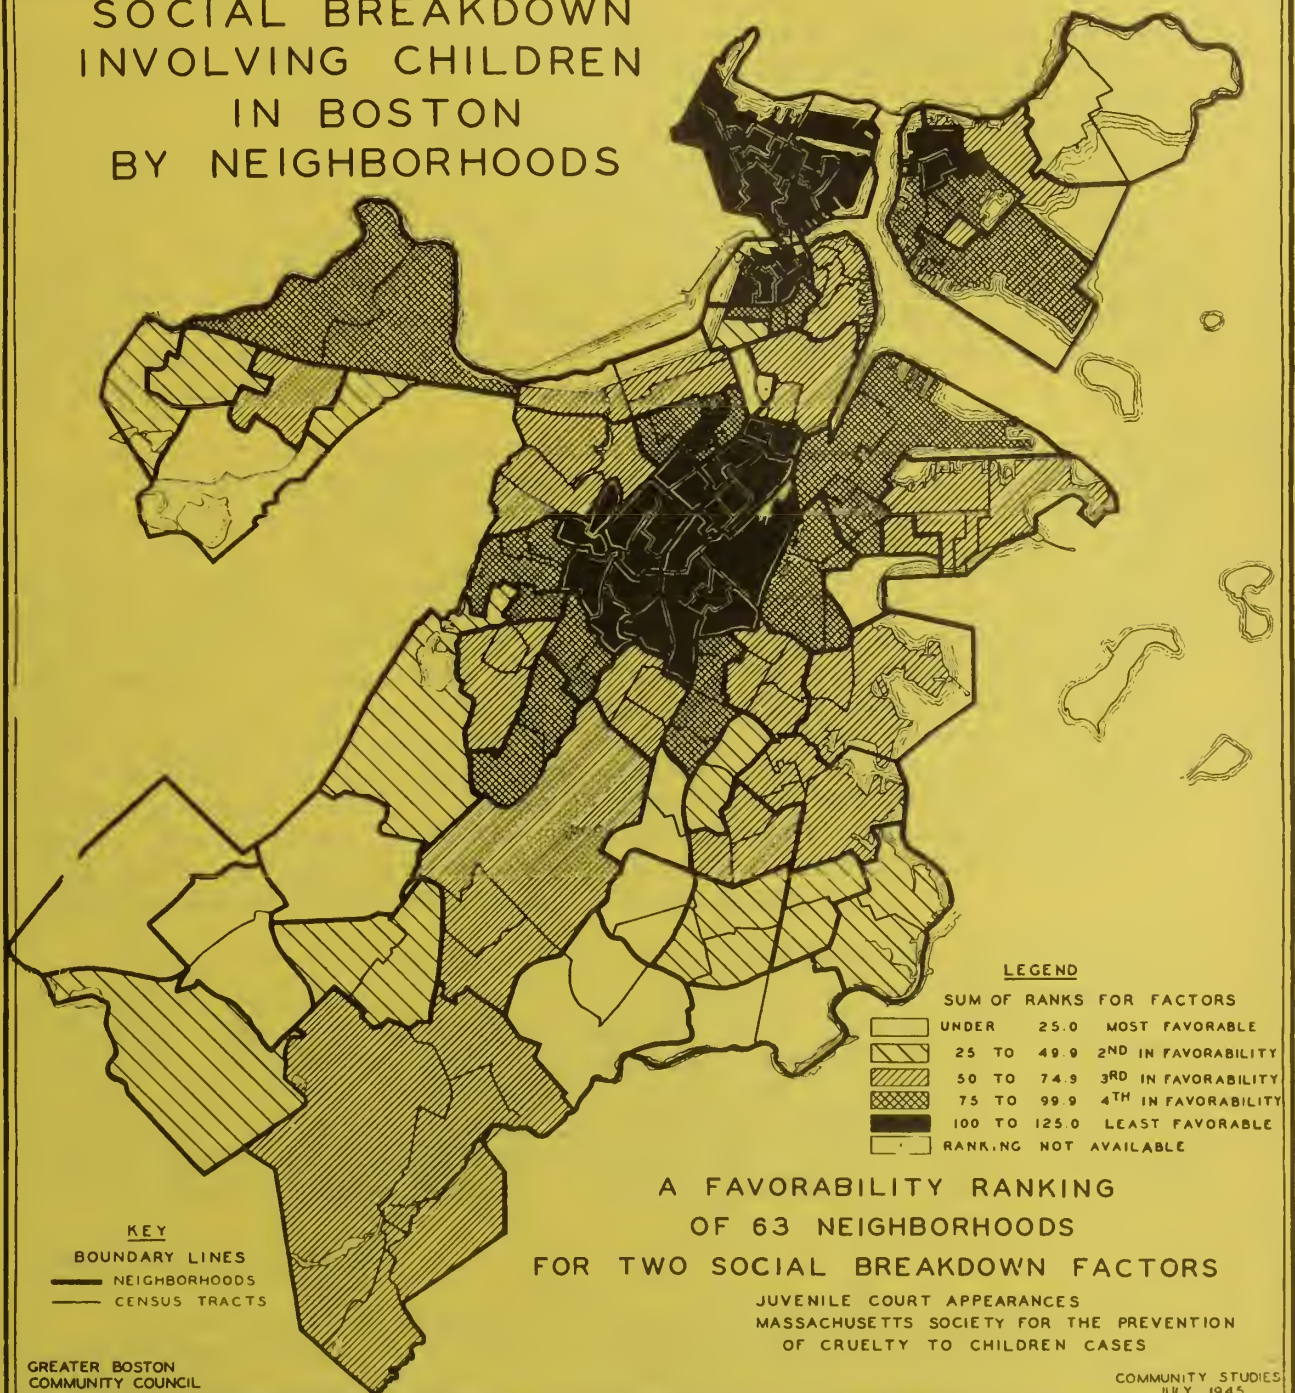 SOCIAL BREAKDOWN
INVOLVING CHILDREN
IN BOSTON
BY NEIGHBORHOODS
LEGEND
SUM OF RANKS FOR FACTORS
UNDER 25.0 MOST FAVORABLE
25 TO 49.9 2ND IN FAVORABILITY
50 TO 74.9 3RD IN FAVORABILITY
75 TO 99.9 4TH IN FAVORABILITY
100 TO 125.0 LEAST FAVORABLE
RANKING NOT AVAILABLE
A FAVORABILITY RANKING
OF 63 NEIGHBORHOODS
FOR TWO SOCIAL BREAKDOWN FACTORS
JUVENILE COURT APPEARANCES
MASSACHUSETTS SOCIETY FOR THE PREVENTION
OF CRUELTY TO CHILDREN CASES
KEY
BOUNDARY LINES
NEIGHBORHOODS
CENSUS TRACTS
GREATER BOSTON
COMMUNITY COUNCIL
COMMUNITY STUDIES
JULY 1945